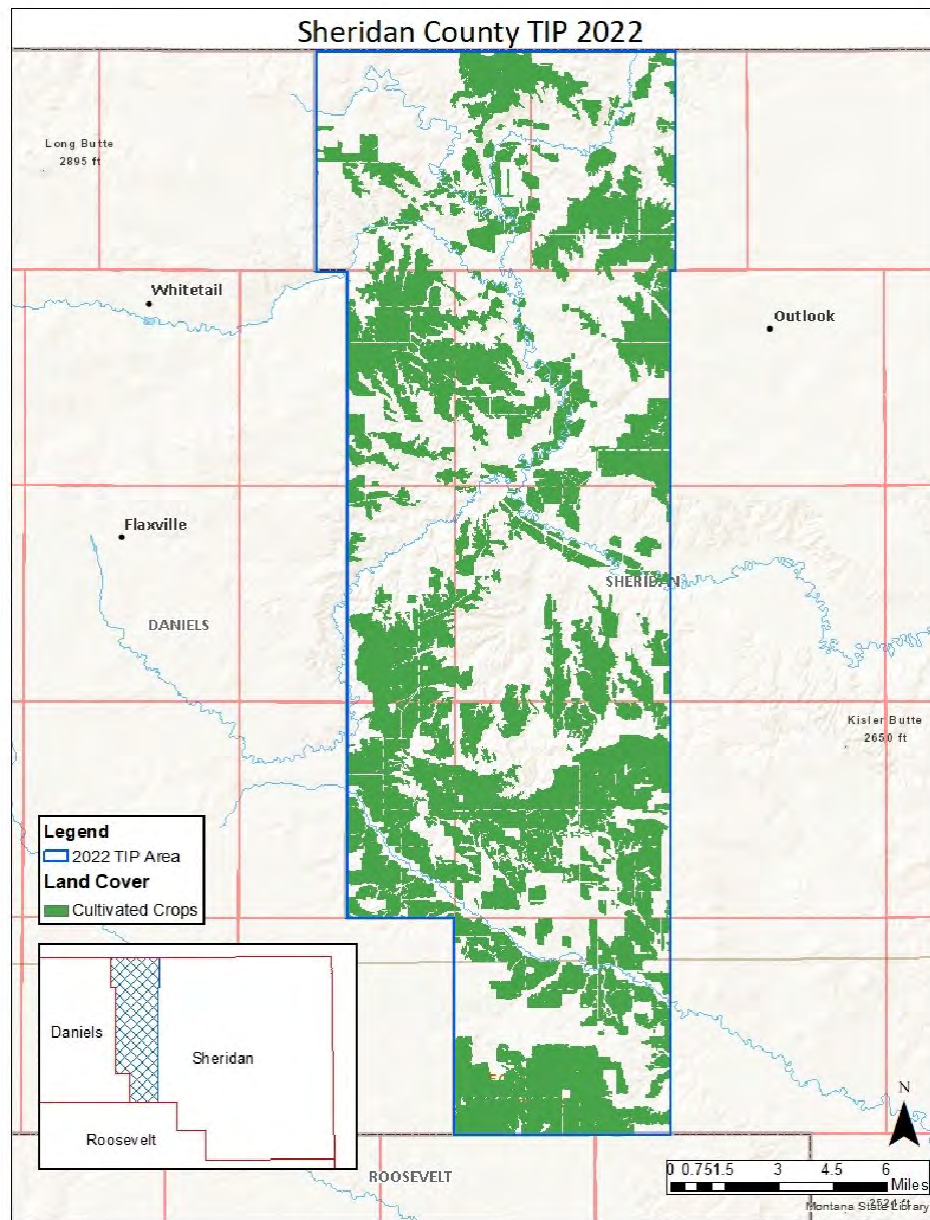 Sheridan County TIP 2022
Long Butte
2895 ft
Whitetail
Outlook
Flaxville
SHERIDAN
DANIELS
Kisler Butte
2650 ft
Legend
2022 TIP Area
Land Cover
Cultivated Crops
Daniels
Sheridan
Roosevelt
ROOSEVELT
N
0 0.751.5 3 4.5 6
Miles
Montana State Library